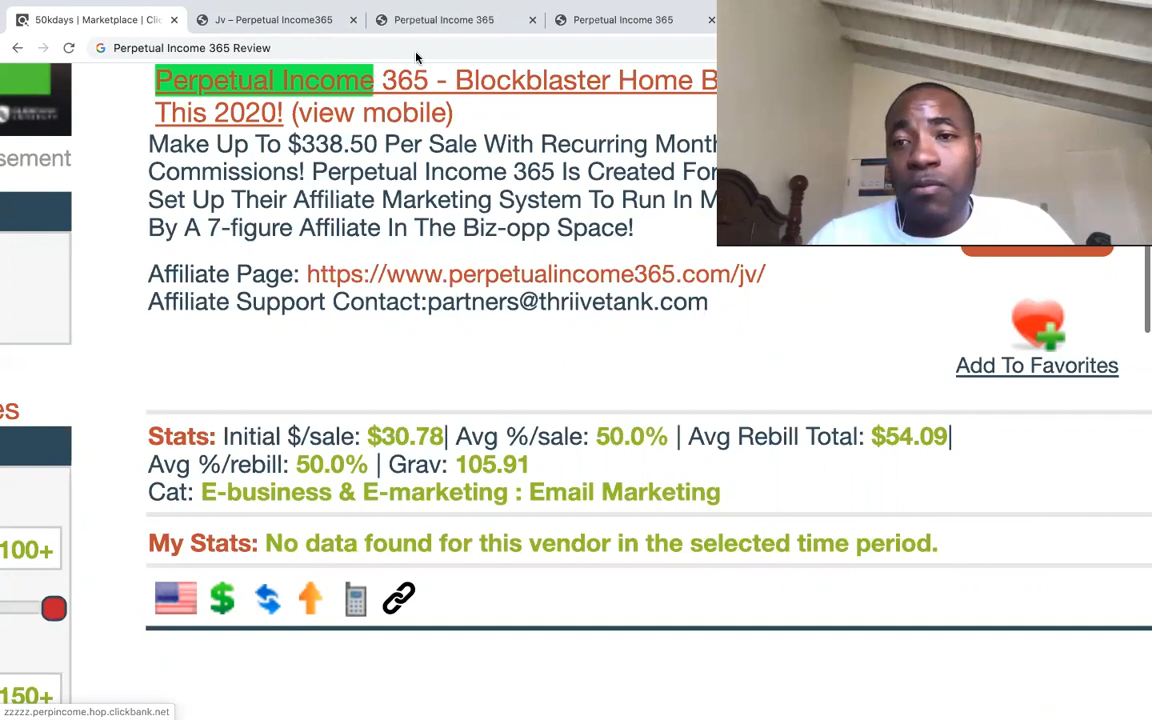 50kdays | Marketplace | Clic
Jv – Perpetual Income365
Perpetual Income 365
Perpetual Income 365
Perpetual Income 365 Review
Perpetual Income 365 - Blockblaster Home B
This 2020! (view mobile)
Make Up To $338.50 Per Sale With Recurring Mont
Commissions! Perpetual Income 365 Is Created For
Set Up Their Affiliate Marketing System To Run In M
By A 7-figure Affiliate In The Biz-opp Space!
sement
Affiliate Page: https://www.perpetualincome365.com/jv/
Affiliate Support Contact:partners@thriivetank.com
Add To Favorites
es
Stats: Initial $/sale: $30.78| Avg %/sale: 50.0% | Avg Rebill Total: $54.09|
Avg %/rebill: 50.0% | Grav: 105.91
Cat: E-business & E-marketing : Email Marketing
My Stats: No data found for this vendor in the selected time period.
100+
150+
zzzzz.perpincome.hop.clickbank.net